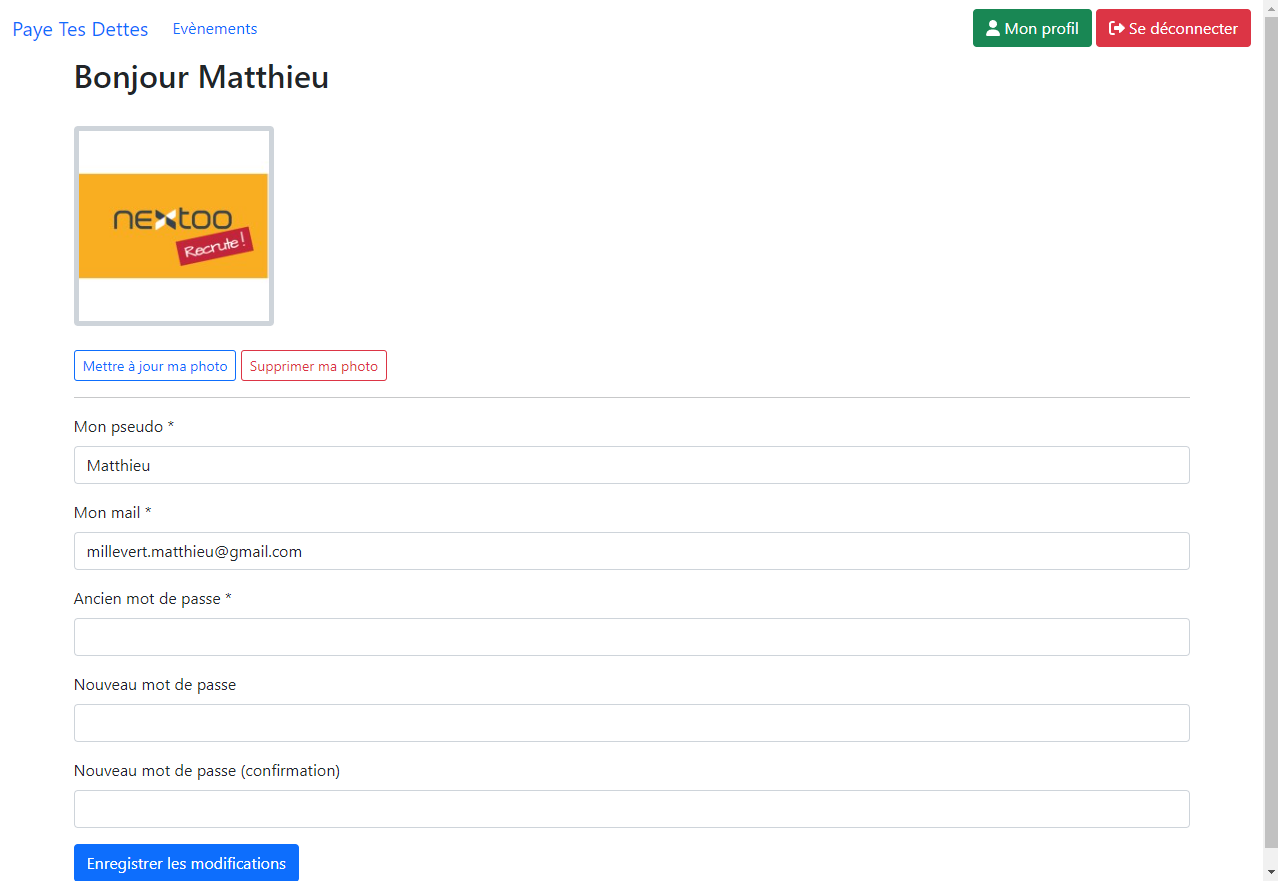 Paye Tes Dettes Evènements Mon profil Se déconnecter
Bonjour Matthieu
nextoo
Recrute!
Mettre à jour ma photo Supprimer ma photo
Mon pseudo *
Matthieu
Mon mail *
millevert.matthieu@gmail.com
Ancien mot de passe *
Nouveau mot de passe
Nouveau mot de passe (confirmation)
Enregistrer les modifications